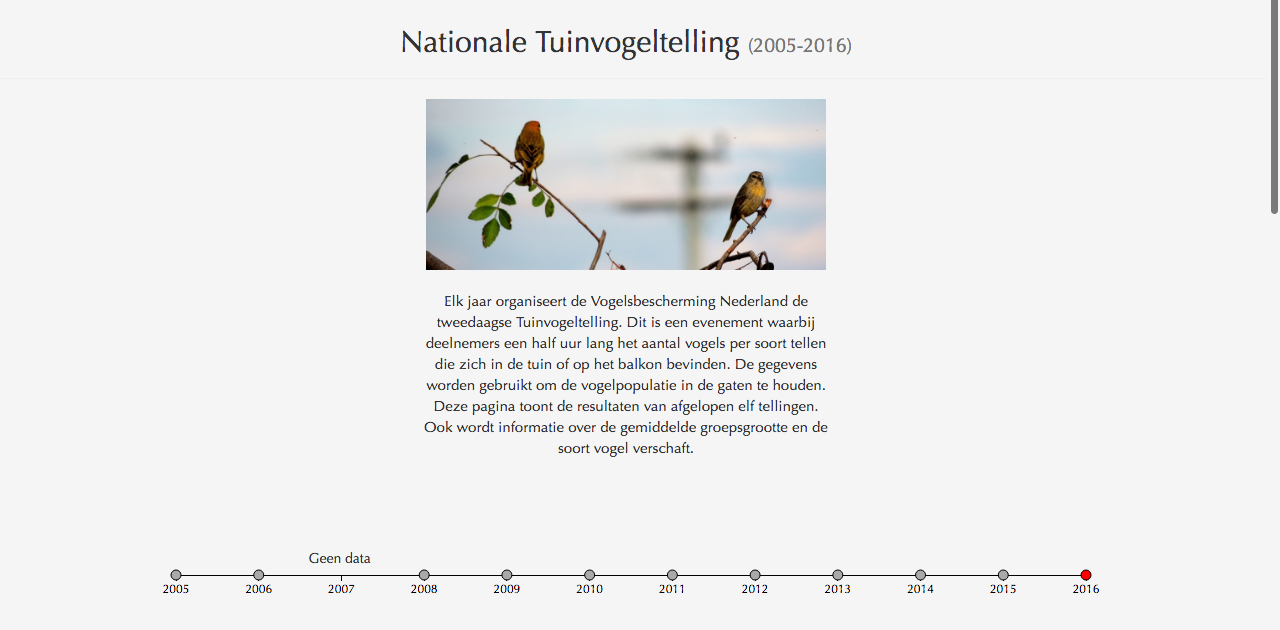 Nationale Tuinvogeltelling (2005-2016)
Elk jaar organiseert de Vogelsbescherming Nederland de
tweedaagse Tuinvogeltelling. Dit is een evenement waarbij
deelnemers een half uur lang het aantal vogels per soort tellen
die zich in de tuin of op het balkon bevinden. De gegevens
worden gebruikt om de vogelpopulatie in de gaten te houden.
Deze pagina toont de resultaten van afgelopen elf tellingen.
Ook wordt informatie over de gemiddelde groepsgrootte en de
soort vogel verschaft.
Geen data
2005 2006 2007 2008 2009 2010 2011 2012 2013 2014 2015 2016